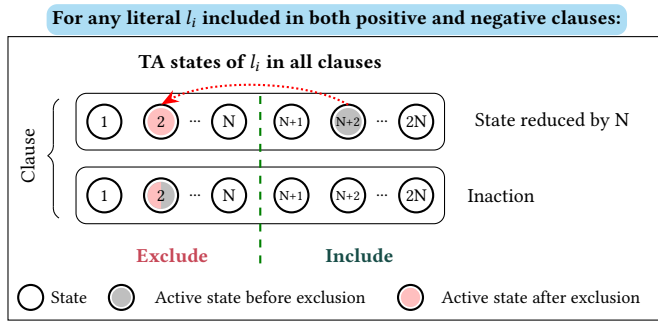 For any literal l_i included in both positive and negative clauses:
TA states of l_i in all clauses
Clause
1 2 ... N N+1 N+2 ... 2N State reduced by N
1 2 ... N N+1 N+2 ... 2N Inaction
Exclude Include
State Active state before exclusion Active state after exclusion